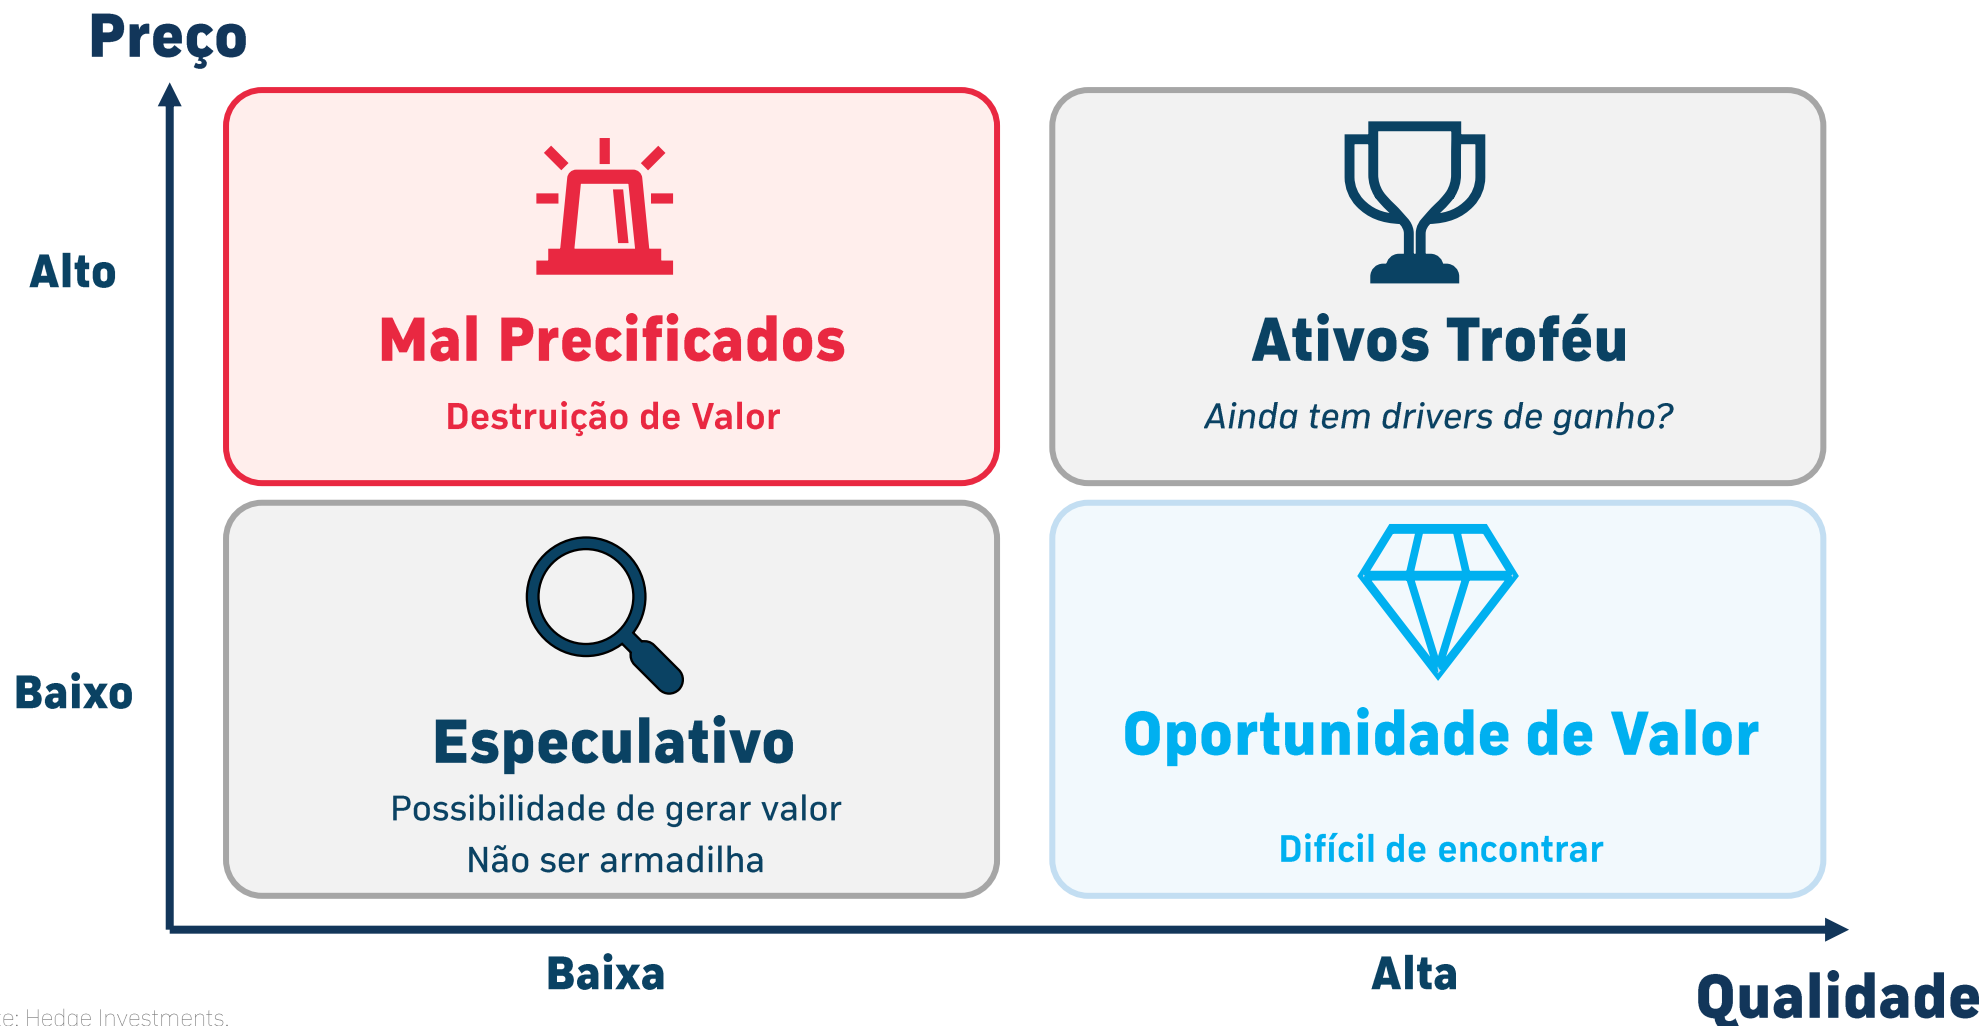 Preço
Alto
Mal Precificados
Destruição de Valor
Ativos Troféu
Ainda tem drivers de ganho?
Baixo
Especulativo
Possibilidade de gerar valor
Não ser armadilha
Oportunidade de Valor
Difícil de encontrar
Baixa
Alta
Qualidade
Hedge Investments.